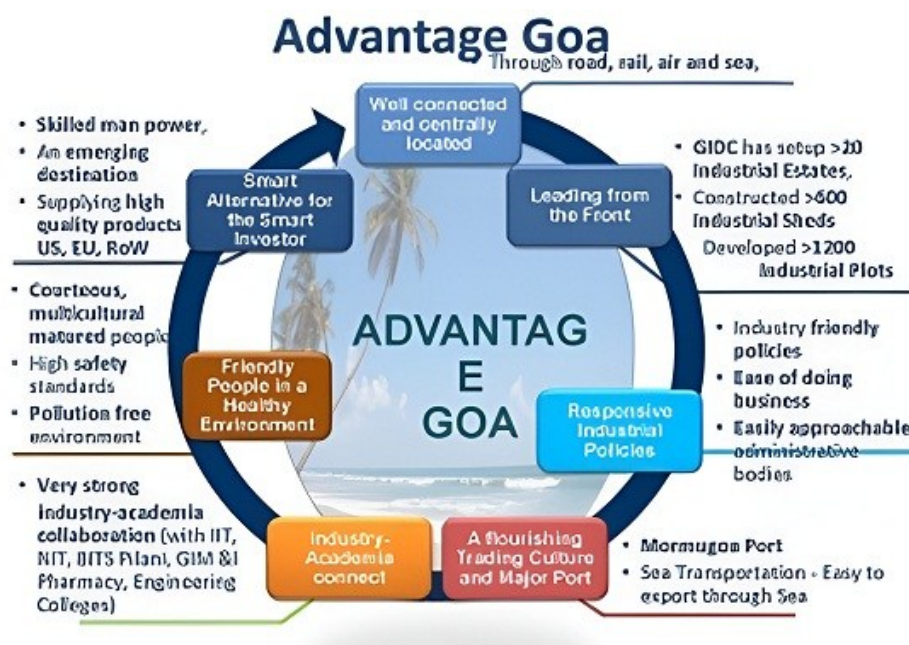 Advantage Goa
Through road, rail, air and sea,
Well connected
and centrally
located
Leading from
the Front
• GIDC has setup >20
Industrial Estates,
• Constructed >600
Industrial Sheds
Developed >1200
Industrial Plots
Responsive
Industrial
Policies
• Industry friendly
policies
• Ease of doing
business
• Easily approachable
administrative
bodies
A flourishing
Trading Culture
and Major Port
• Mormugon Port
• Sea Transportation - Easy to
export through Sea
Industry-
Academia
connect
• Very strong
industry-academia
collaboration (with IIT,
NIT, BITS Pilani, GIM &
Pharmacy, Engineering
Colleges)
Friendly
People in a
Healthy
Environment
• Courteous,
multicultural
matured people
• High safety
standards
• Pollution free
environment
Smart
Alternative for
the Smart
Investor
• Skilled man power,
• An emerging
destination
• Supplying high
quality products
US, EU, RoW
ADVANTAG
E
GOA